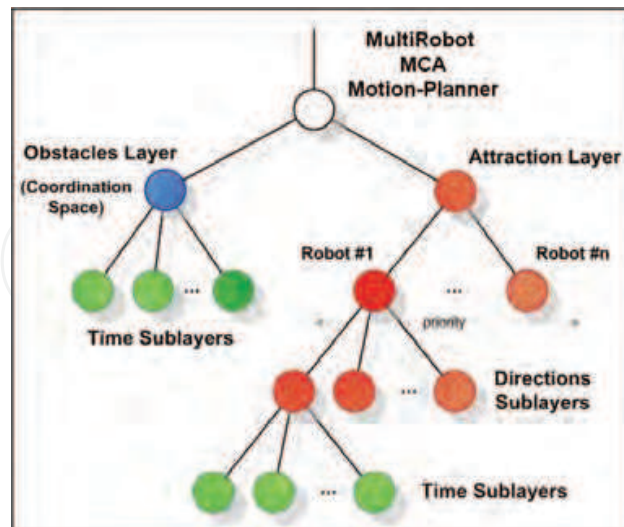 MultiRobot
MCA
Motion-Planner
Obstacles Layer
(Coordination
Space)
Attraction Layer
Robot #1
Robot #n
...
...
priority
Time Sublayers
...
Directions
Sublayers
...
Time Sublayers